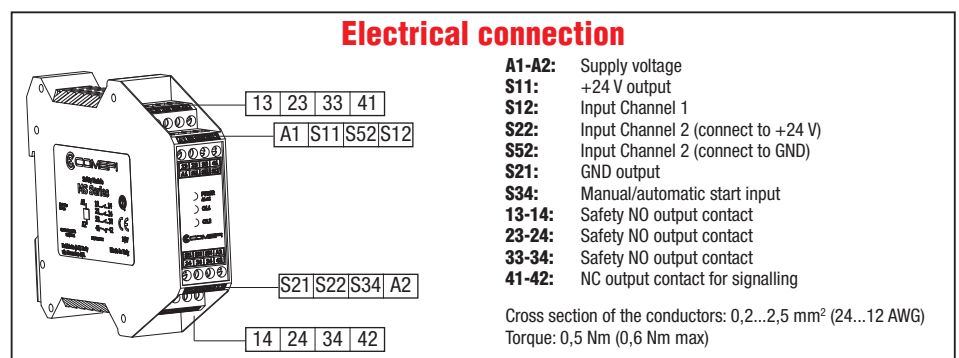 Electrical connection
13 23 33 41
A1 S11 S52 S12
COMEPI
NS Series
S21 S22 S34 A2
14 24 34 42
A1-A2: Supply voltage
S11: +24 V output
S12: Input Channel 1
S22: Input Channel 2 (connect to +24 V)
S52: Input Channel 2 (connect to GND)
S21: GND output
S34: Manual/automatic start input
13-14: Safety NO output contact
23-24: Safety NO output contact
33-34: Safety NO output contact
41-42: NC output contact for signalling
Cross section of the conductors: 0,2...2,5 mm² (24...12 AWG)
Torque: 0,5 Nm (0,6 Nm max)